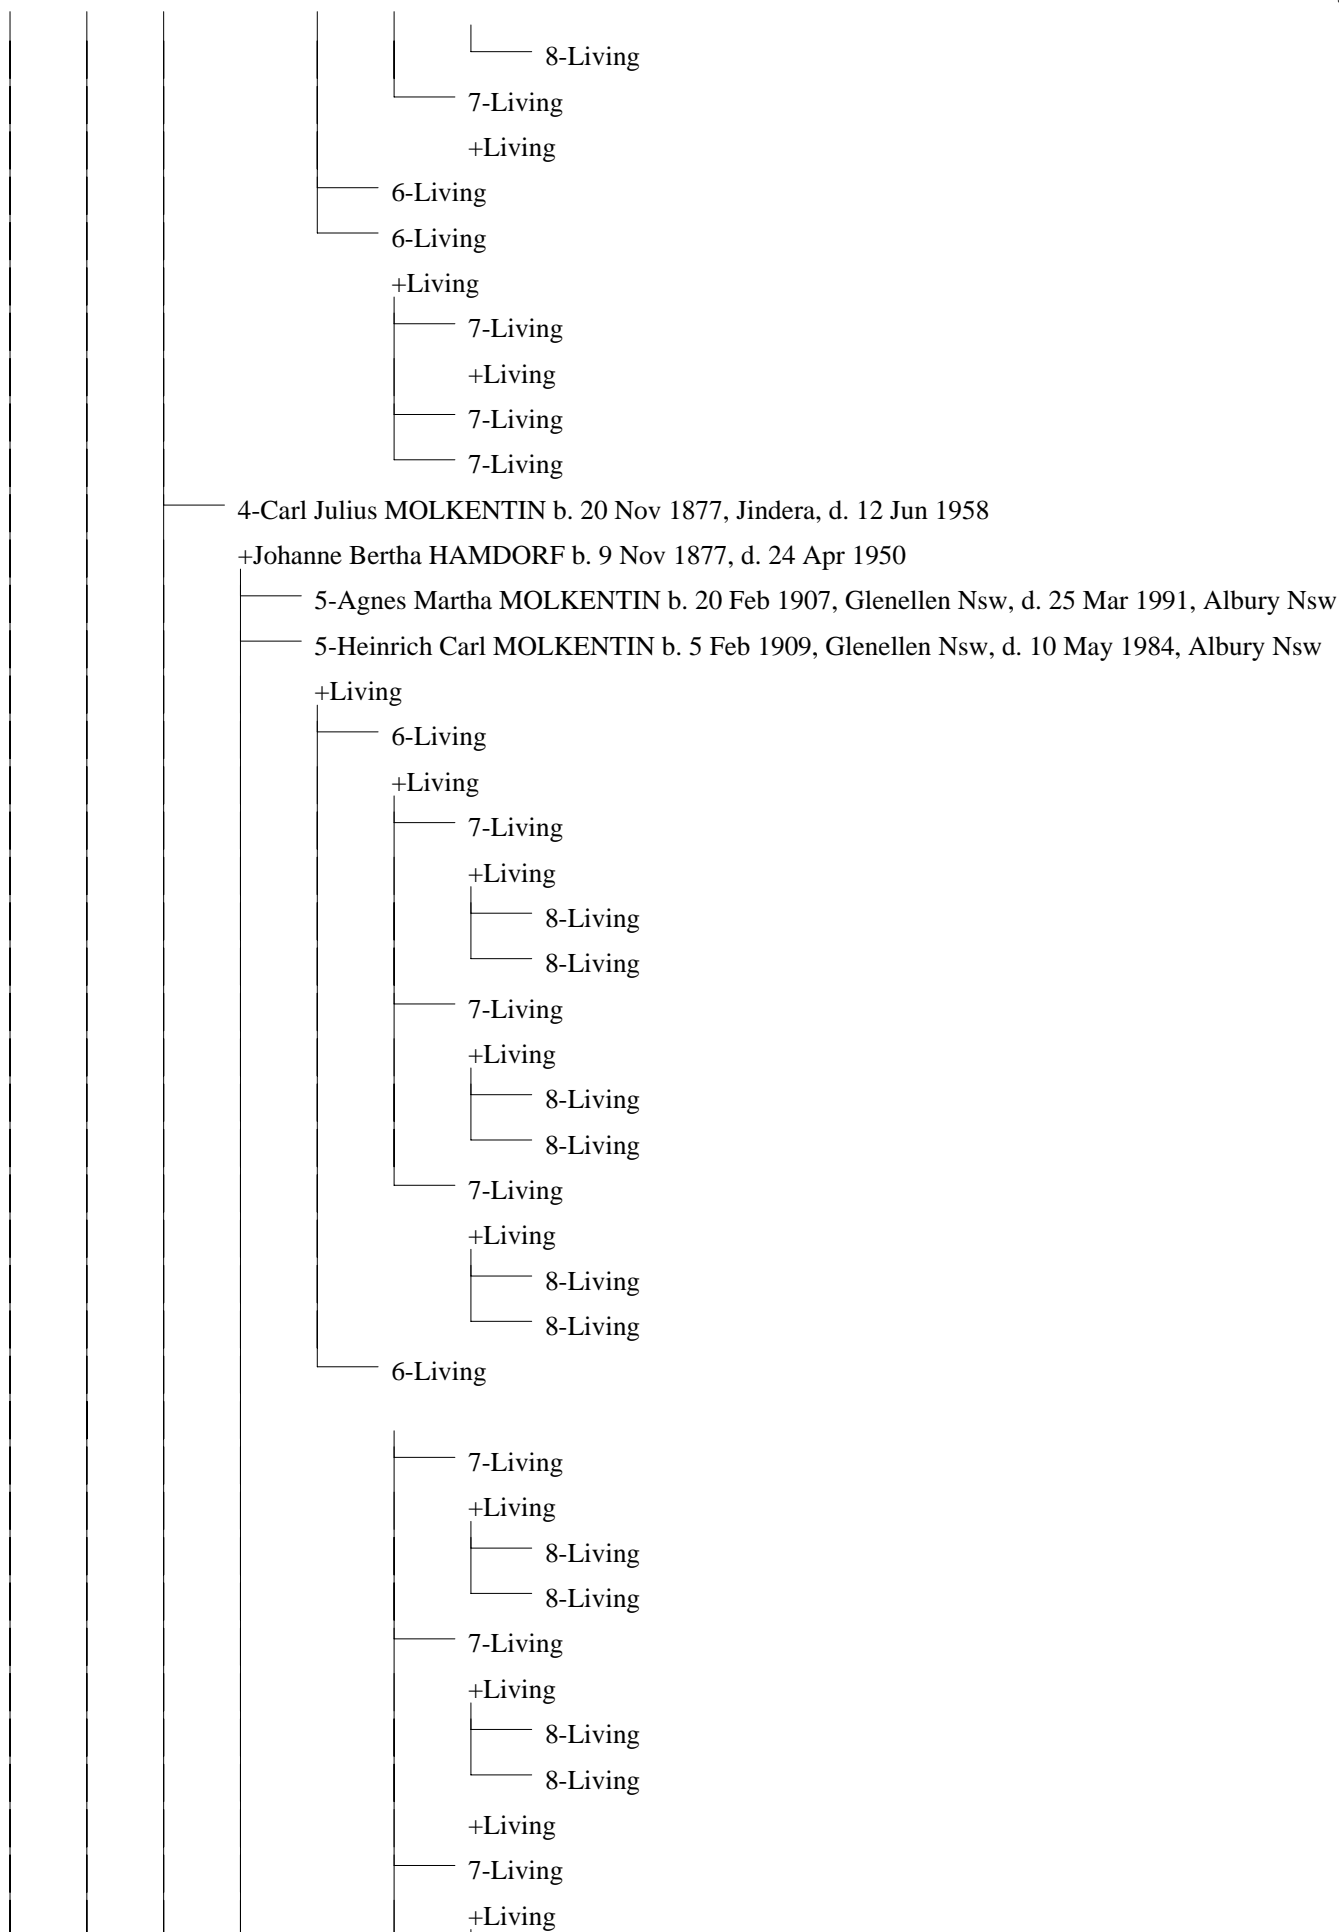 8-Living
7-Living
+Living
6-Living
6-Living
+Living
7-Living
+Living
7-Living
7-Living
4-Carl Julius MOLKENTIN b. 20 Nov 1877, Jindera, d. 12 Jun 1958
+Johanne Bertha HAMDORF b. 9 Nov 1877, d. 24 Apr 1950
5-Agnes Martha MOLKENTIN b. 20 Feb 1907, Glenellen Nsw, d. 25 Mar 1991, Albury Nsw
5-Heinrich Carl MOLKENTIN b. 5 Feb 1909, Glenellen Nsw, d. 10 May 1984, Albury Nsw
+Living
6-Living
+Living
7-Living
+Living
8-Living
8-Living
7-Living
+Living
8-Living
8-Living
7-Living
+Living
8-Living
8-Living
6-Living
7-Living
+Living
8-Living
8-Living
7-Living
+Living
8-Living
8-Living
+Living
7-Living
+Living